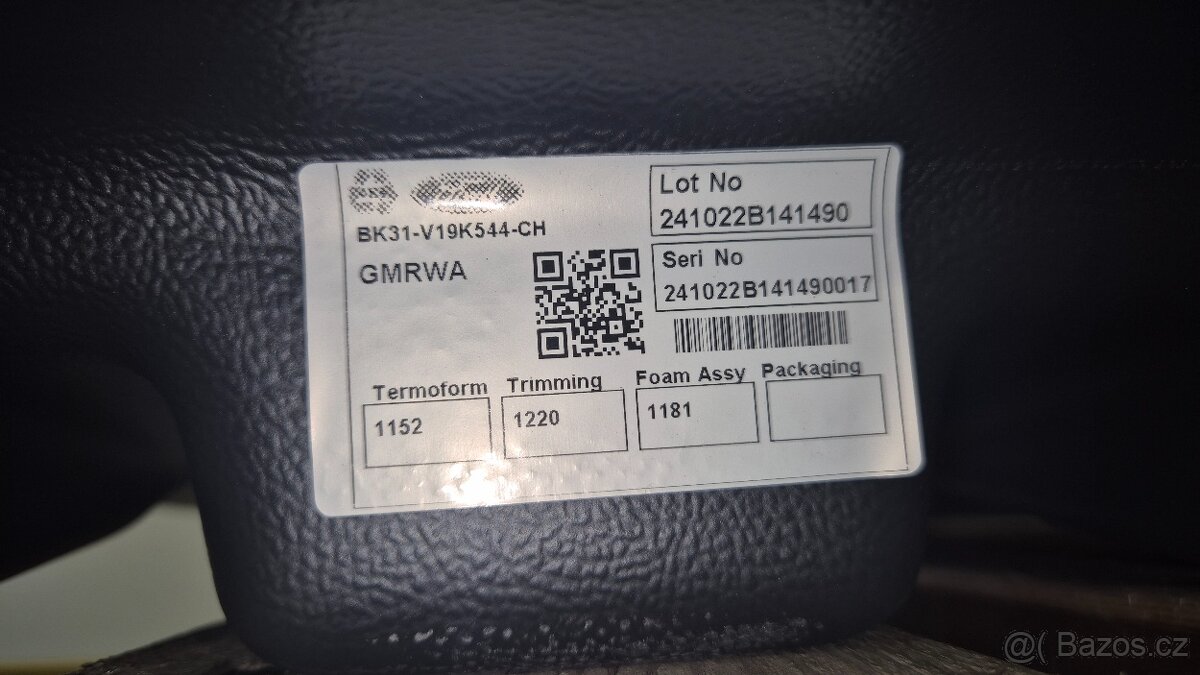 BK31-V19K544-CH
GMRWA
Lot No
241022B141490
Seri No
241022B141490017
Termoform
1152
Trimming
1220
Foam Assy
1181
Packaging
@( Bazos.cz